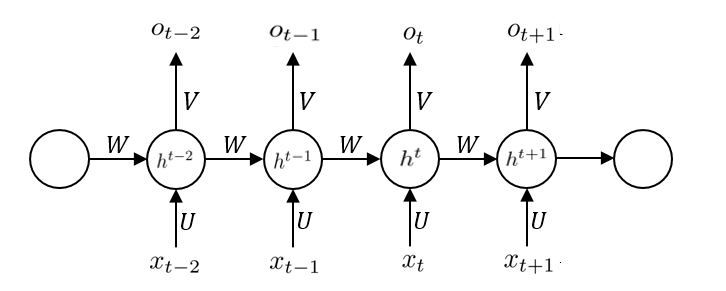 o_{t-2} o_{t-1} o_t o_{t+1}
V V V V
W W W W
h^{t-2} h^{t-1} h^t h^{t+1}
U U U U
x_{t-2} x_{t-1} x_t x_{t+1}